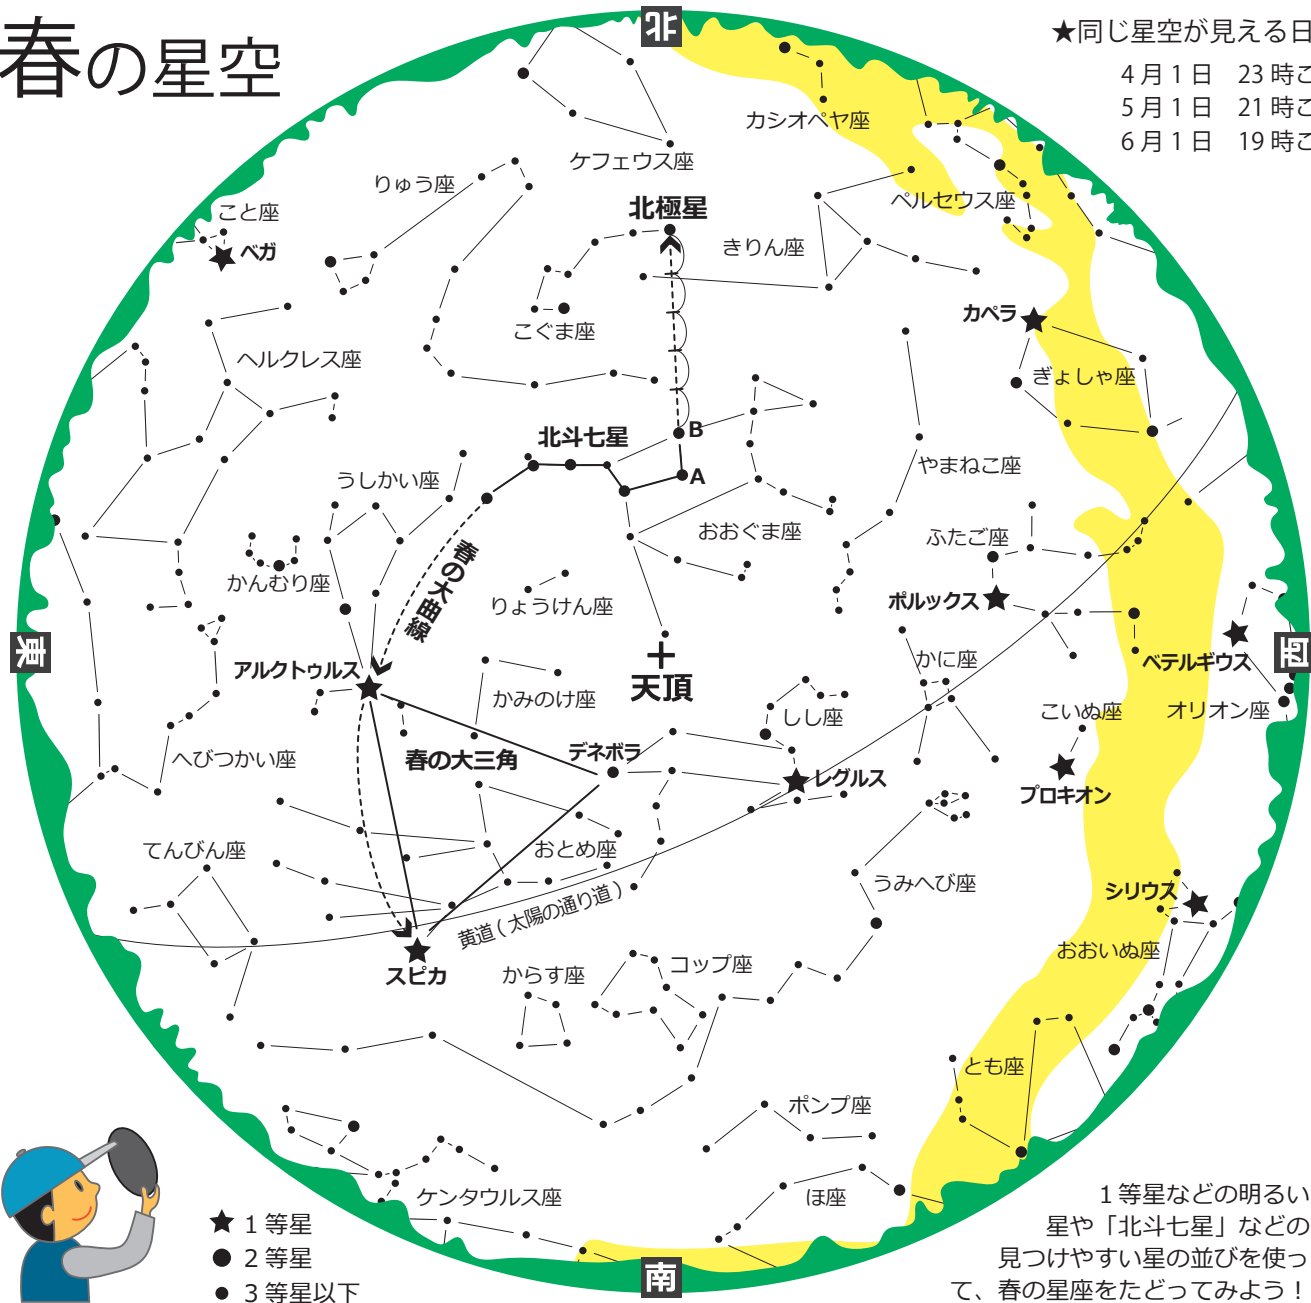 春の星空
★同じ星空が見える日
4月1日 23時
5月1日 21時
6月1日 19時
北
カシオペヤ座
ケフェウス座
りゅう座
ペルセウス座
北極星
こと座
ベガ
きりん座
カペラ
こぐま座
ヘルクレス座
ぎょしゃ座
北斗七星
B
A
やまねこ座
うしかい座
おおぐま座
ふたご座
春の大曲線
かんむり座
りょうけん座
ポルックス
東
西
アルクトゥルス
天頂
かに座
ベテルギウス
かみのけ座
しし座
こいぬ座
オリオン座
へびつかい座
春の大三角
デネボラ
レグルス
プロキオン
てんびん座
おとめ座
うみへび座
シリウス
黄道(太陽の通り道)
おおいぬ座
スピカ
からす座
コップ座
とも座
ポンプ座
ケンタウルス座
ほ座
南
★ 1等星
● 2等星
● 3等星以下
1等星などの明るい
星や「北斗七星」などの
見つけやすい星の並びを使っ
て、春の星座をたどってみよう！